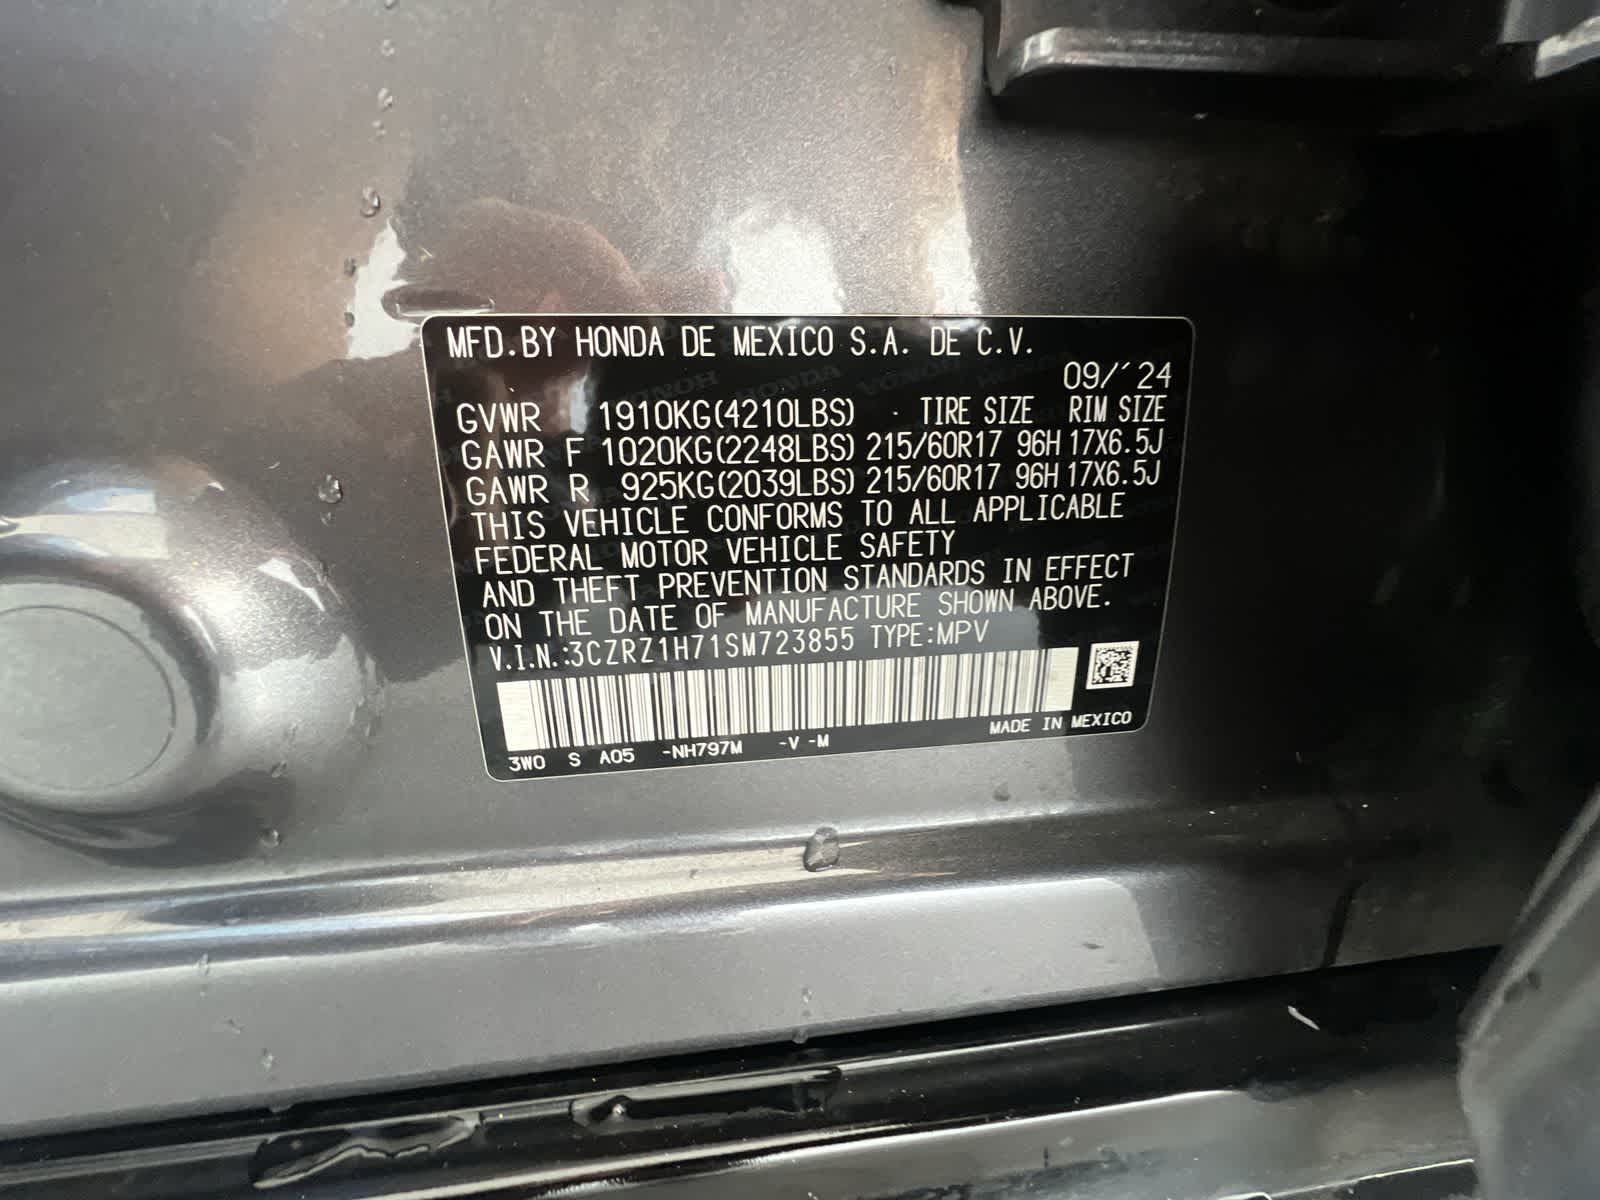 MFD.BY HONDA DE MEXICO S.A. DE C.V.
09/´24
GVWR 1910KG(4210LBS) · TIRE SIZE RIM SIZE
GAWR F 1020KG(2248LBS) 215/60R17 96H 17X6.5J
GAWR R 925KG(2039LBS) 215/60R17 96H 17X6.5J
THIS VEHICLE CONFORMS TO ALL APPLICABLE
FEDERAL MOTOR VEHICLE SAFETY
AND THEFT PREVENTION STANDARDS IN EFFECT
ON THE DATE OF MANUFACTURE SHOWN ABOVE.
V.I.N.:3CZRZ1H71SM723855 TYPE:MPV
MADE IN MEXICO
3W0 S A05 -NH797M -V -M